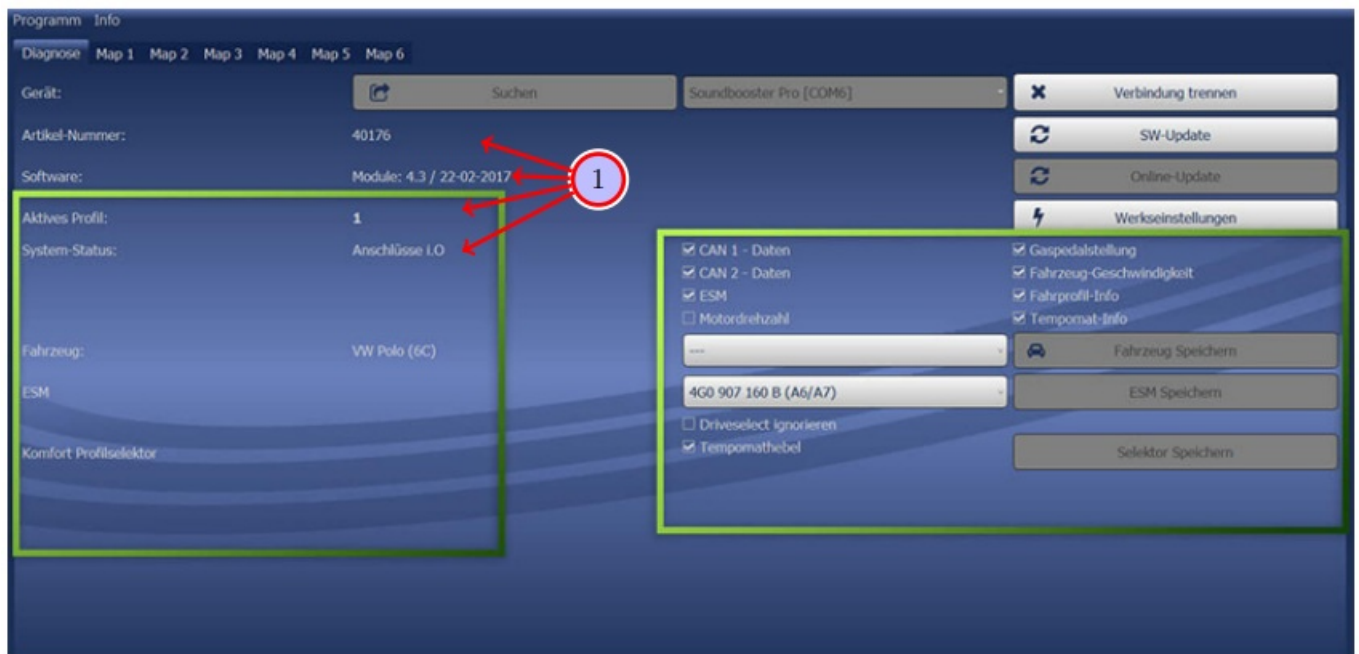 Programm Info
Diagnose Map 1 Map 2 Map 3 Map 4 Map 5 Map 6
Gerät: Suchen Soundbooster Pro [COM6] Verbindung trennen
Artikel-Nummer: 40176 SW-Update
Software: Module: 4.3 / 22-02-2017 1 Online-Update
Aktives Profil: 1 Werkseinstellungen
System-Status: Anschlüsse i.O CAN 1 - Daten Gaspedalstellung
CAN 2 - Daten Fahrzeug-Geschwindigkeit
ESM Fahrprofil-Info
Motordrehzahl Tempomat-Info
Fahrzeug: VW Polo (6C) --- Fahrzeug Speichern
ESM 4G0 907 160 B (A6/A7) ESM Speichern
Driveselect ignorieren
Komfort Profilselektor Tempomathebel Selektor Speichern